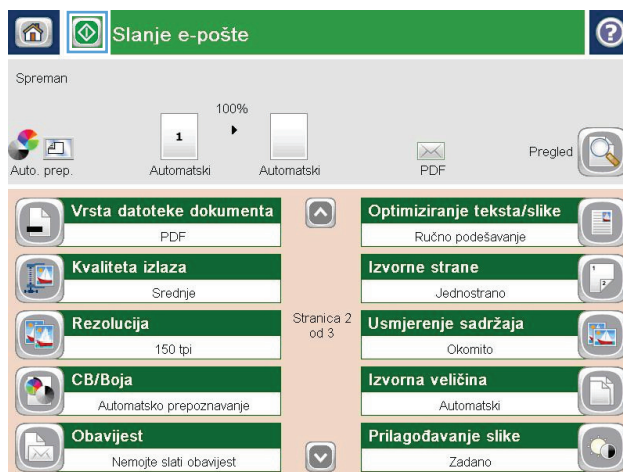 Slanje e-pošte
Spreman
100%
1
Auto. prep.
Automatski
Automatski
PDF
Pregled
Vrsta datoteke dokumenta
PDF
Kvaliteta izlaza
Srednje
Rezolucija
150 tpi
CB/Boja
Automatsko prepoznavanje
Obavijest
Nemojte slati obavijest
Stranica 2
od 3
Optimiziranje teksta/slike
Ručno podešavanje
Izvorne strane
Jednostrano
Usmjerenje sadržaja
Okomito
Izvorna veličina
Automatski
Prilagođavanje slike
Zadano